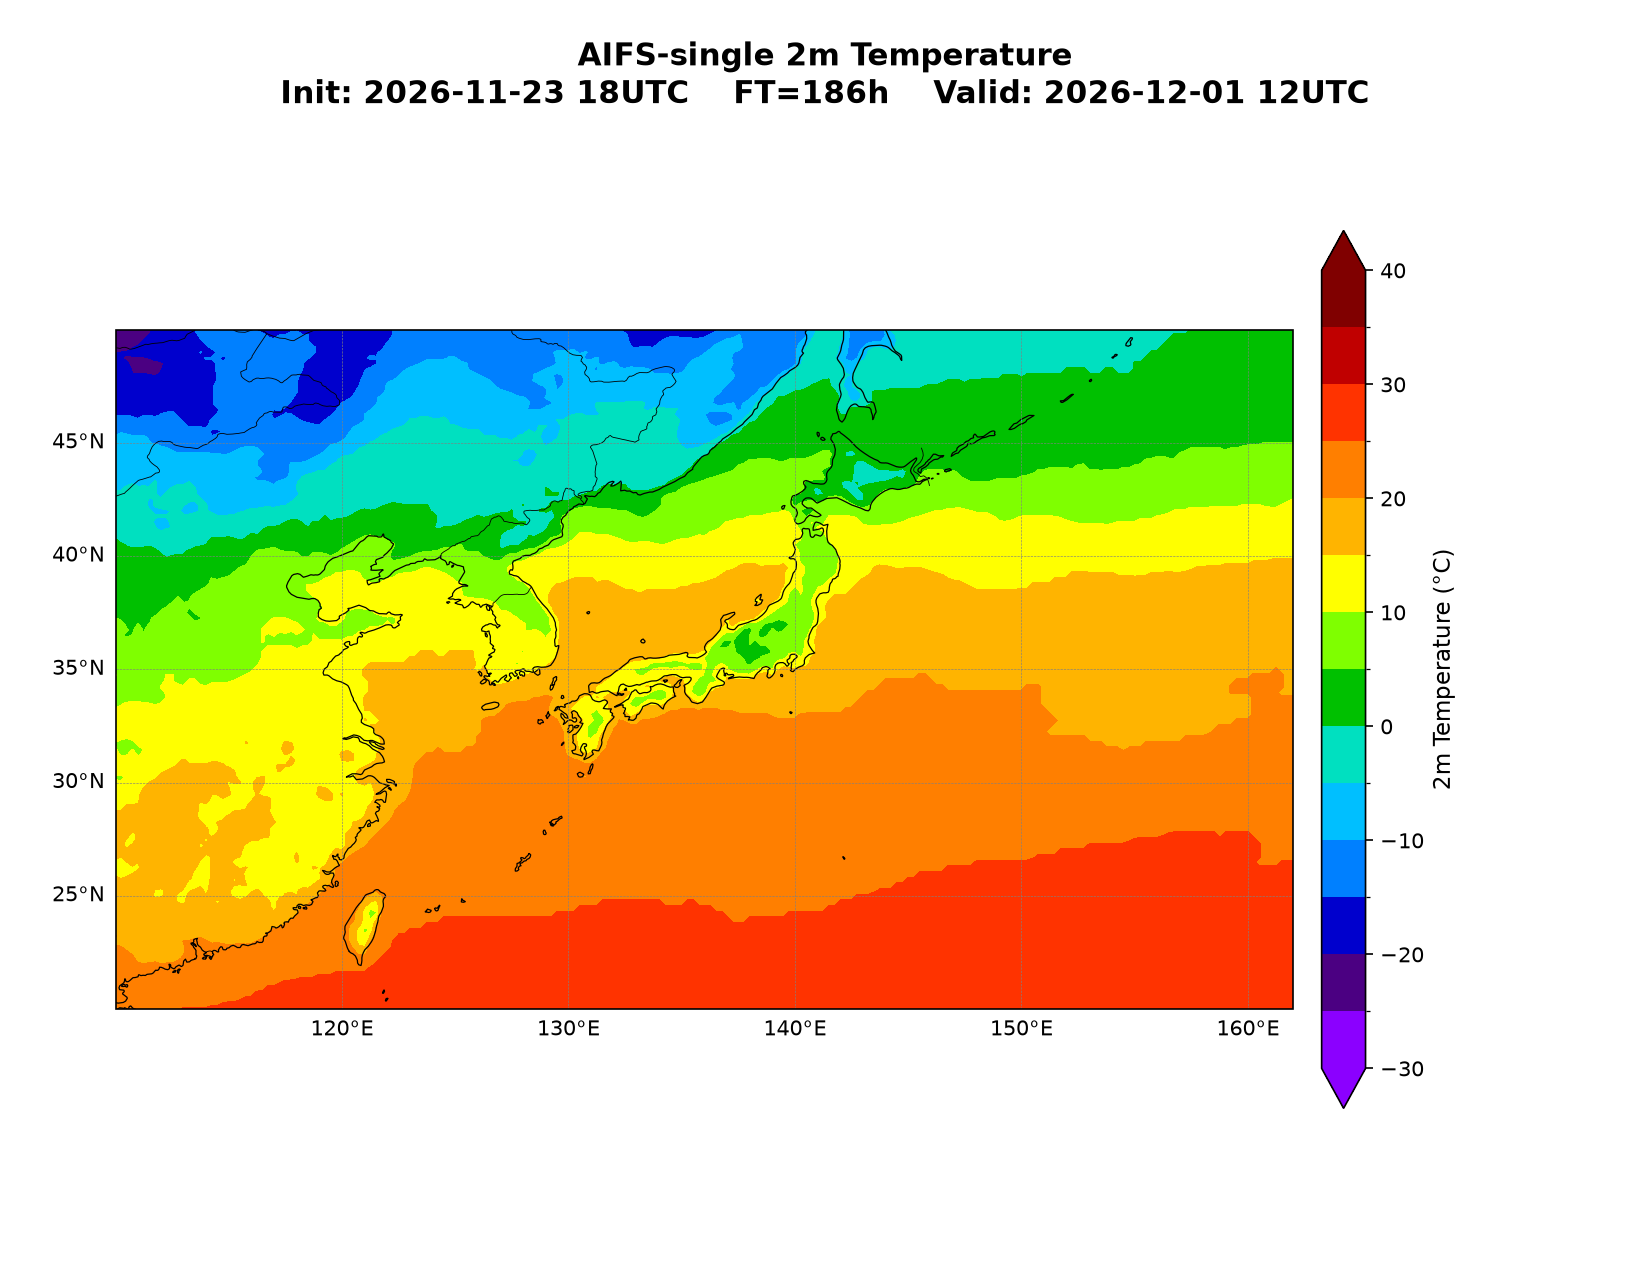 AIFS-single 2m Temperature
Init: 2026-11-23 18UTC    FT=186h    Valid: 2026-12-01 12UTC
40
30
20
10
0
−10
−20
−30
2m Temperature (°C)
45°N
40°N
35°N
30°N
25°N
120°E
130°E
140°E
150°E
160°E